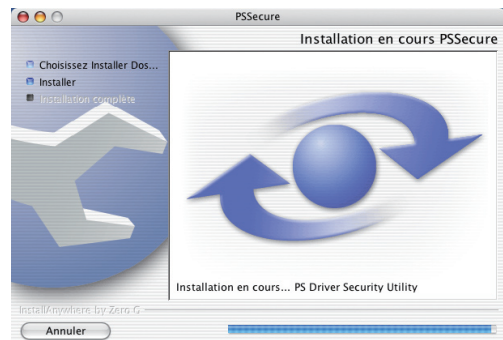 PSSecure
Installation en cours PSSecure
Choisissez Installer Dos...
Installer
Installation complète
Installation en cours... PS Driver Security Utility
InstallAnywhere by Zero G
Annuler